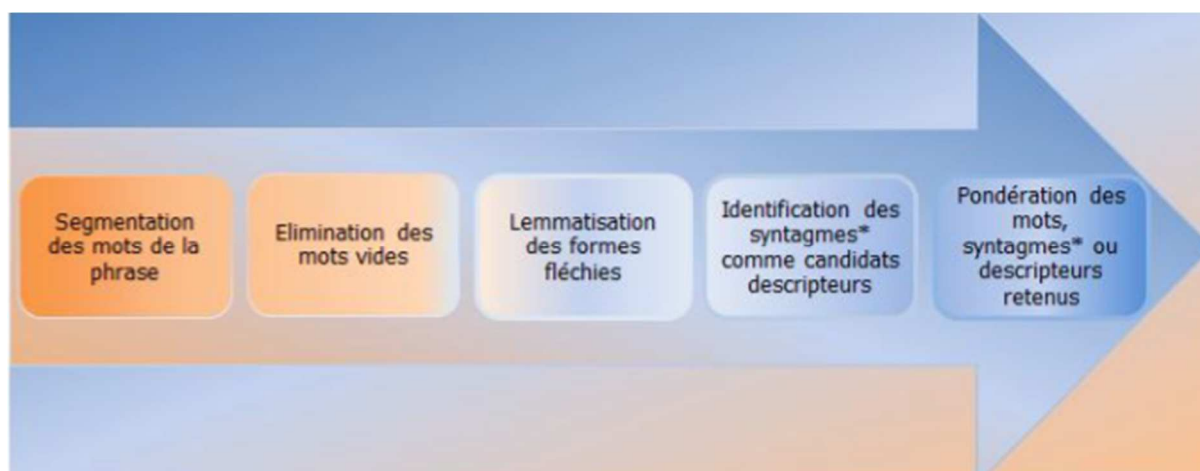 Segmentation
des mots de la
phrase
Elimination des
mots vides
Lemmatisation
des formes
fléchies
Identification des
syntagmes*
comme candidats
descripteurs
Pondération des
mots,
syntagmes* ou
descripteurs
retenus